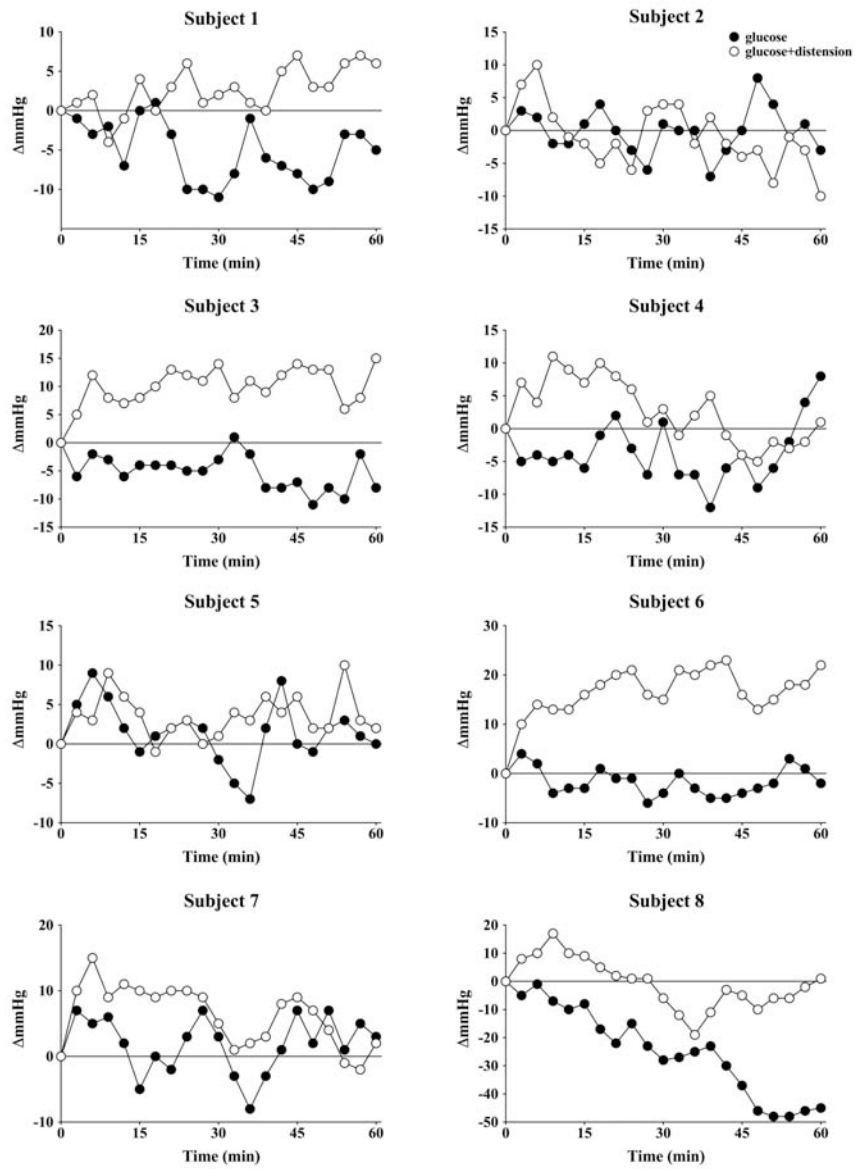 Subject 1
10
5
0
-5
-10
ΔmmHg
0 15 30 45 60
Time (min)
Subject 2
glucose
glucose+distension
15
10
5
0
-5
-10
-15
ΔmmHg
0 15 30 45 60
Time (min)
Subject 3
20
15
10
5
0
-5
-10
-15
ΔmmHg
0 15 30 45 60
Time (min)
Subject 4
15
10
5
0
-5
-10
-15
ΔmmHg
0 15 30 45 60
Time (min)
Subject 5
15
10
5
0
-5
-10
ΔmmHg
0 15 30 45 60
Time (min)
Subject 6
30
20
10
0
-10
ΔmmHg
0 15 30 45 60
Time (min)
Subject 7
20
10
0
-10
ΔmmHg
0 15 30 45 60
Time (min)
Subject 8
20
10
0
-10
-20
-30
-40
-50
ΔmmHg
0 15 30 45 60
Time (min)